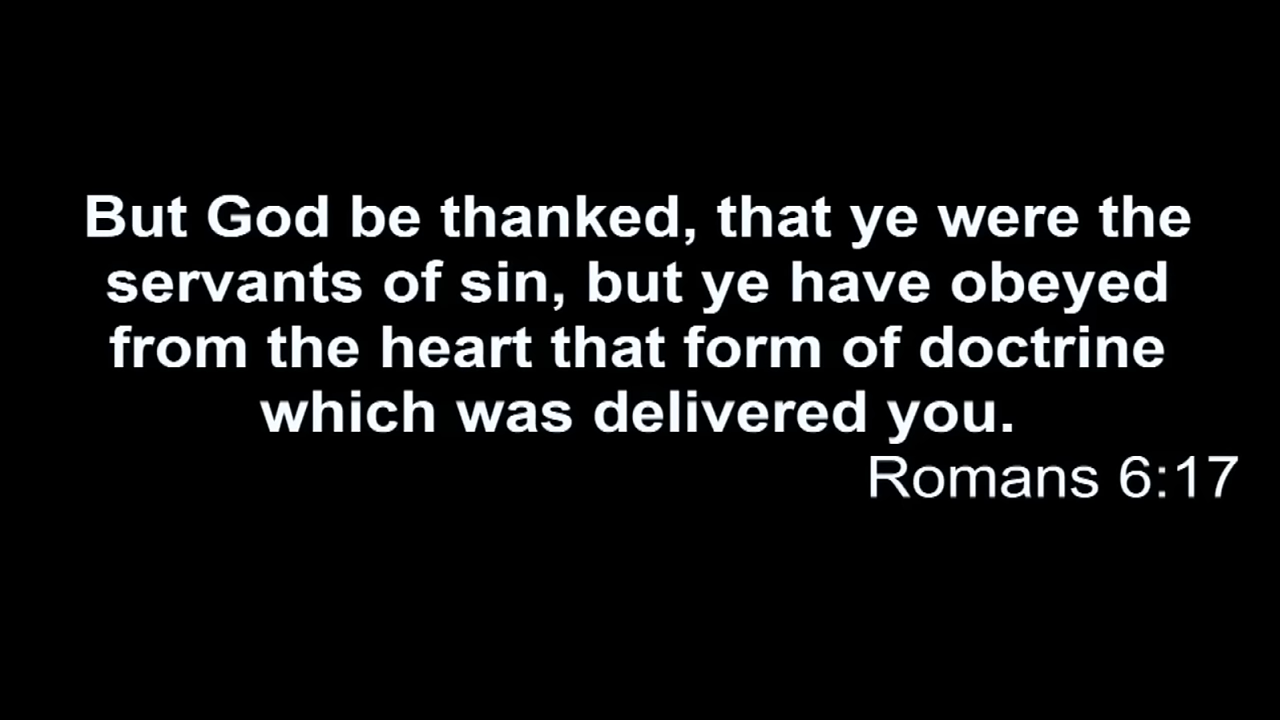 But God be thanked, that ye were the
servants of sin, but ye have obeyed
from the heart that form of doctrine
which was delivered you.
Romans 6:17